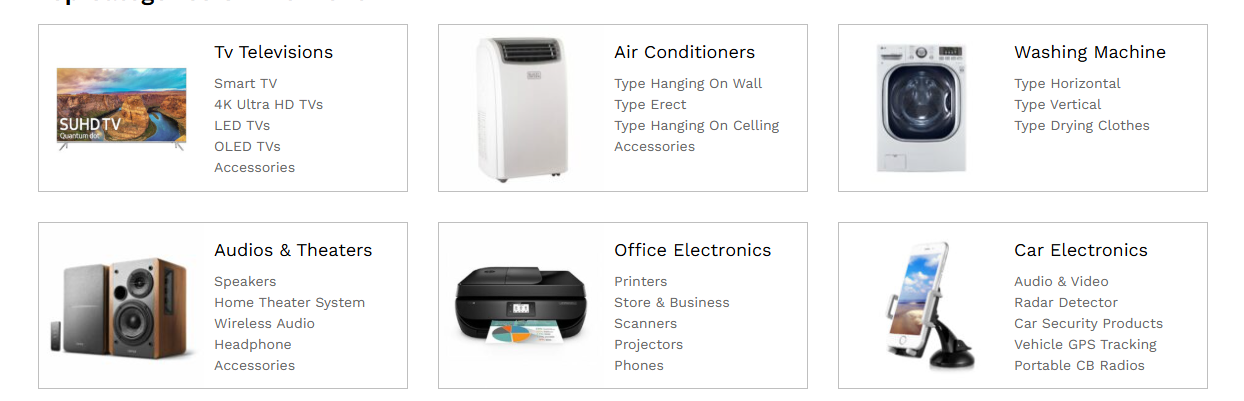 Tv Televisions
Smart TV
4K Ultra HD TVs
LED TVs
OLED TVs
Accessories
SUHD TV
Quantum dot
Air Conditioners
Type Hanging On Wall
Type Erect
Type Hanging On Celling
Accessories
Washing Machine
Type Horizontal
Type Vertical
Type Drying Clothes
Audios & Theaters
Speakers
Home Theater System
Wireless Audio
Headphone
Accessories
Office Electronics
Printers
Store & Business
Scanners
Projectors
Phones
Car Electronics
Audio & Video
Radar Detector
Car Security Products
Vehicle GPS Tracking
Portable CB Radios